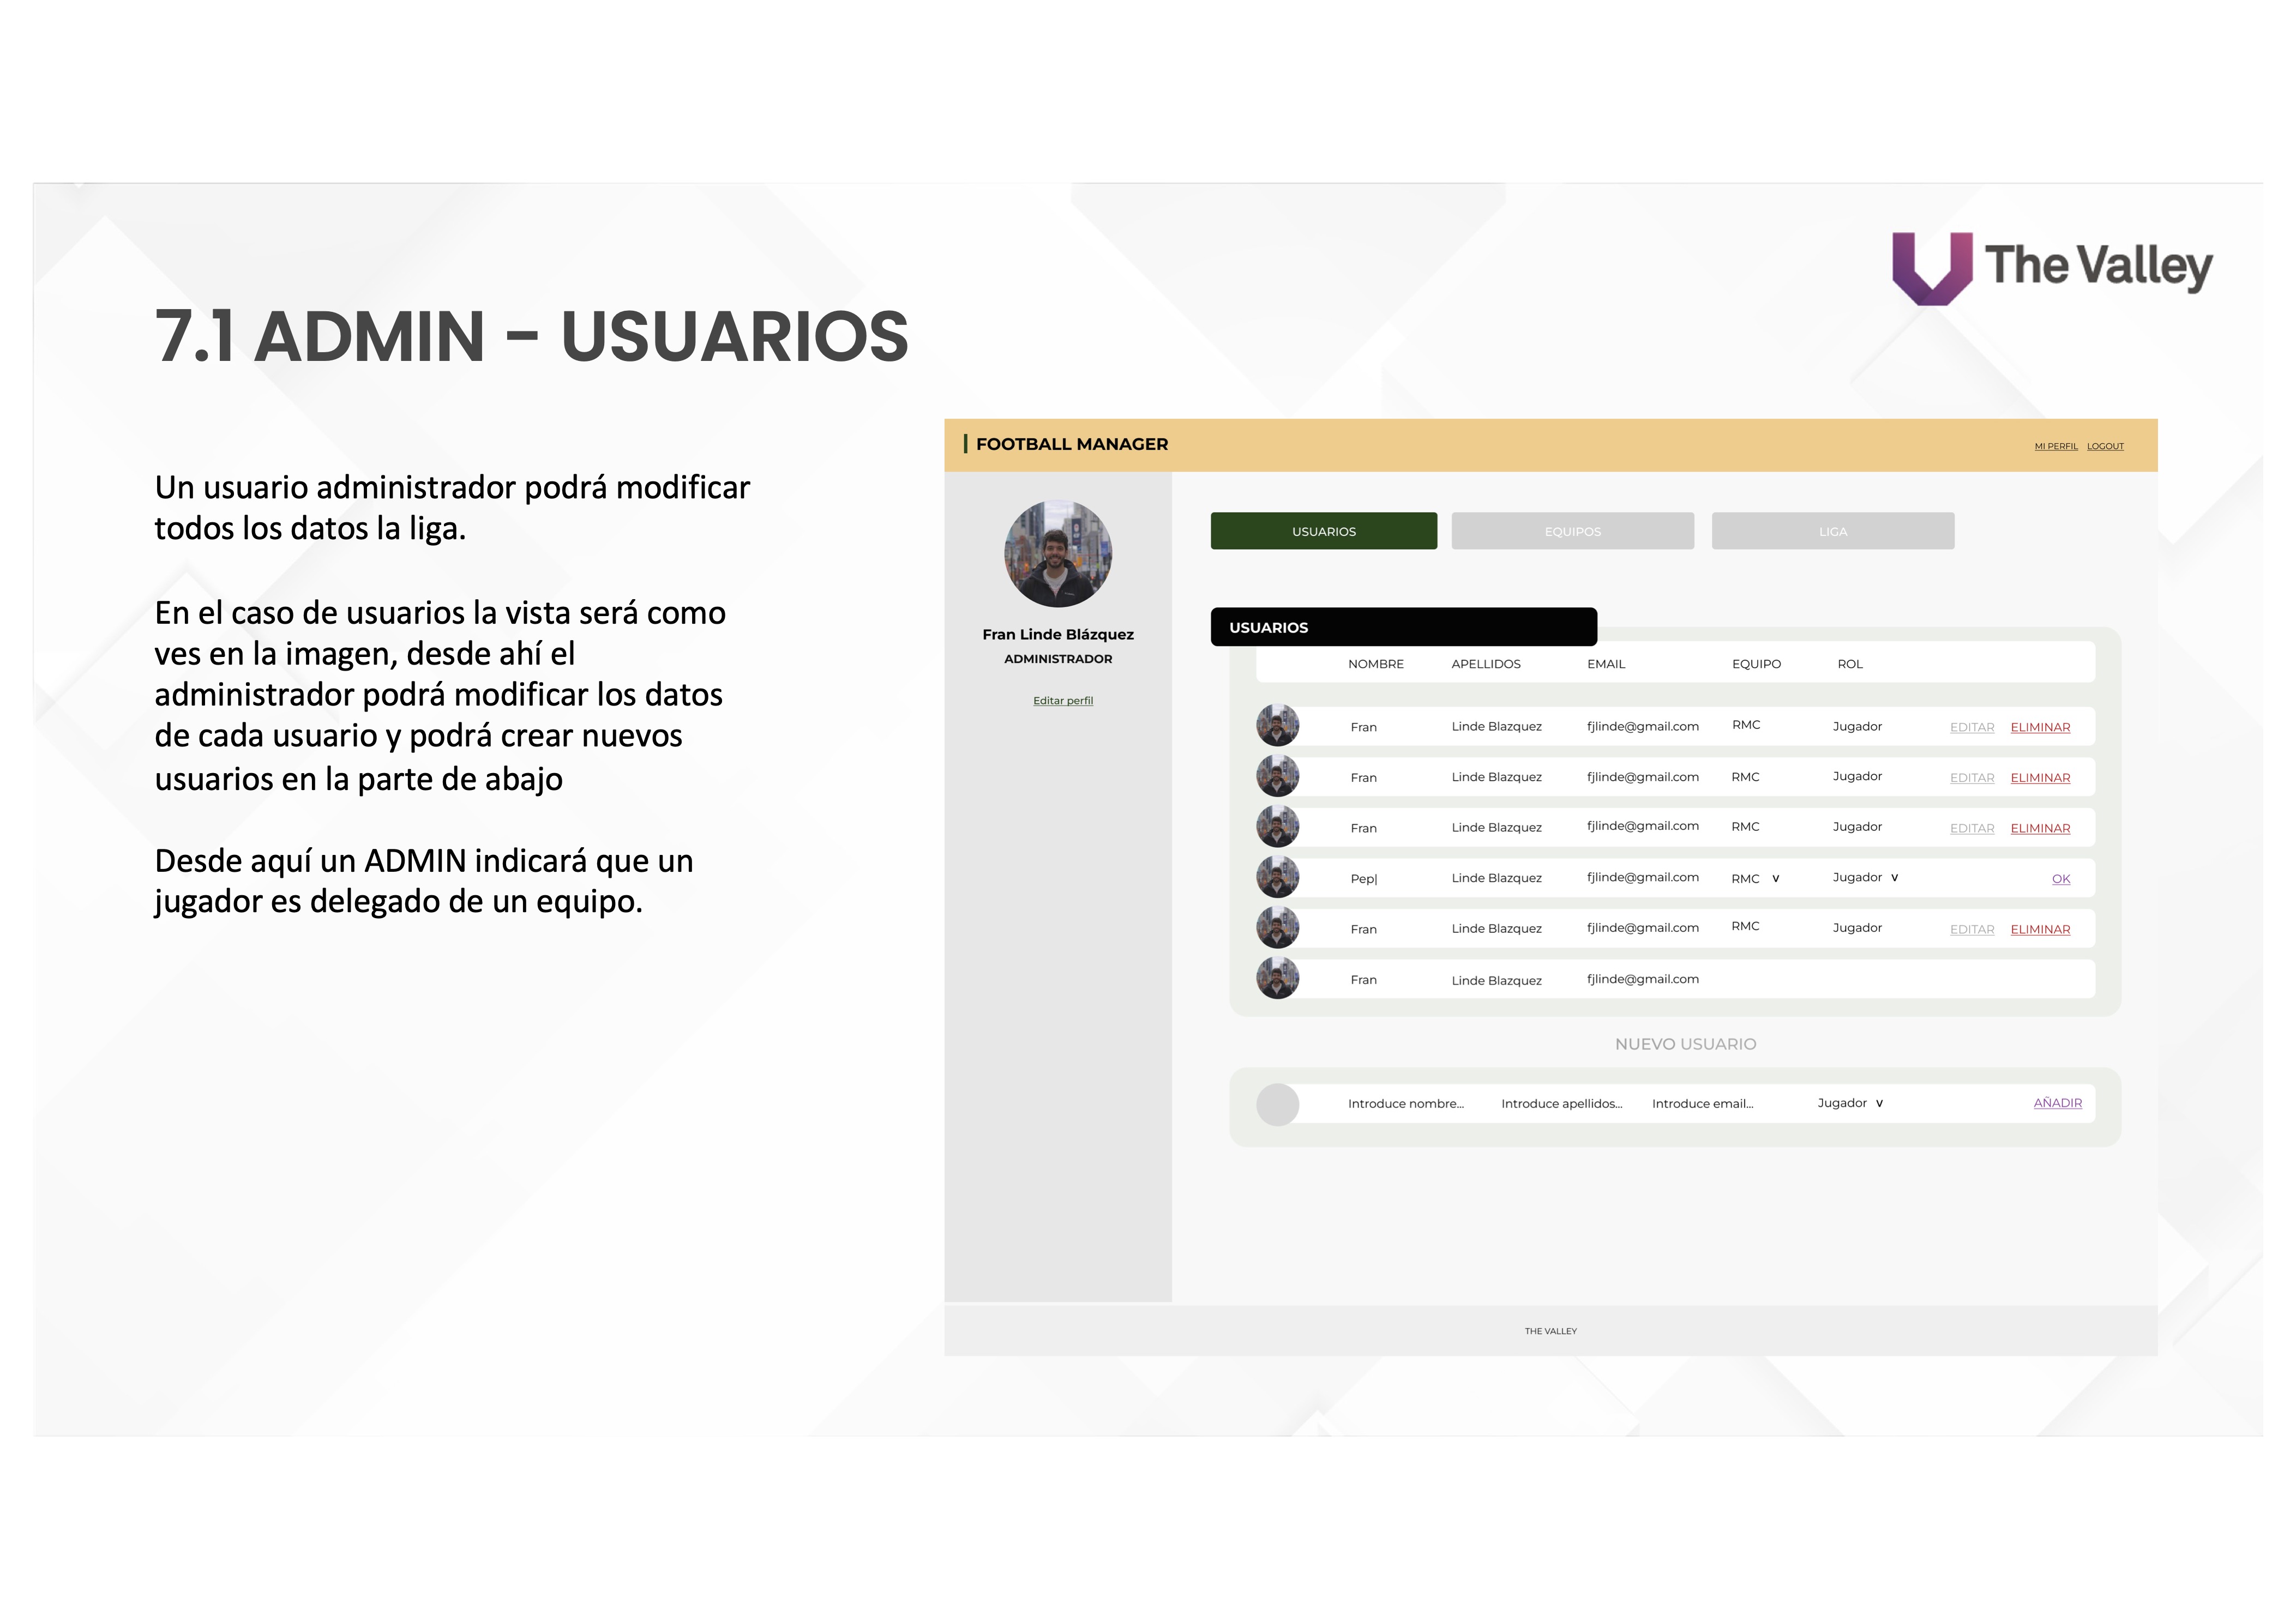 The Valley
7.1 ADMIN - USUARIOS
Un usuario administrador podrá modificar
todos los datos la liga.
En el caso de usuarios la vista será como
ves en la imagen, desde ahí el
administrador podrá modificar los datos
de cada usuario y podrá crear nuevos
usuarios en la parte de abajo
Desde aquí un ADMIN indicará que un
jugador es delegado de un equipo.
FOOTBALL MANAGER MI PERFIL LOGOUT
Fran Linde Blázquez
ADMINISTRADOR
Editar perfil
USUARIOS EQUIPOS LIGA
USUARIOS
NOMBRE APELLIDOS EMAIL EQUIPO ROL
Fran Linde Blazquez fjlinde@gmail.com RMC Jugador EDITAR ELIMINAR
Fran Linde Blazquez fjlinde@gmail.com RMC Jugador EDITAR ELIMINAR
Fran Linde Blazquez fjlinde@gmail.com RMC Jugador EDITAR ELIMINAR
Pep| Linde Blazquez fjlinde@gmail.com RMC v Jugador v OK
Fran Linde Blazquez fjlinde@gmail.com RMC Jugador EDITAR ELIMINAR
Fran Linde Blazquez fjlinde@gmail.com
NUEVO USUARIO
Introduce nombre... Introduce apellidos... Introduce email... Jugador v AÑADIR
THE VALLEY